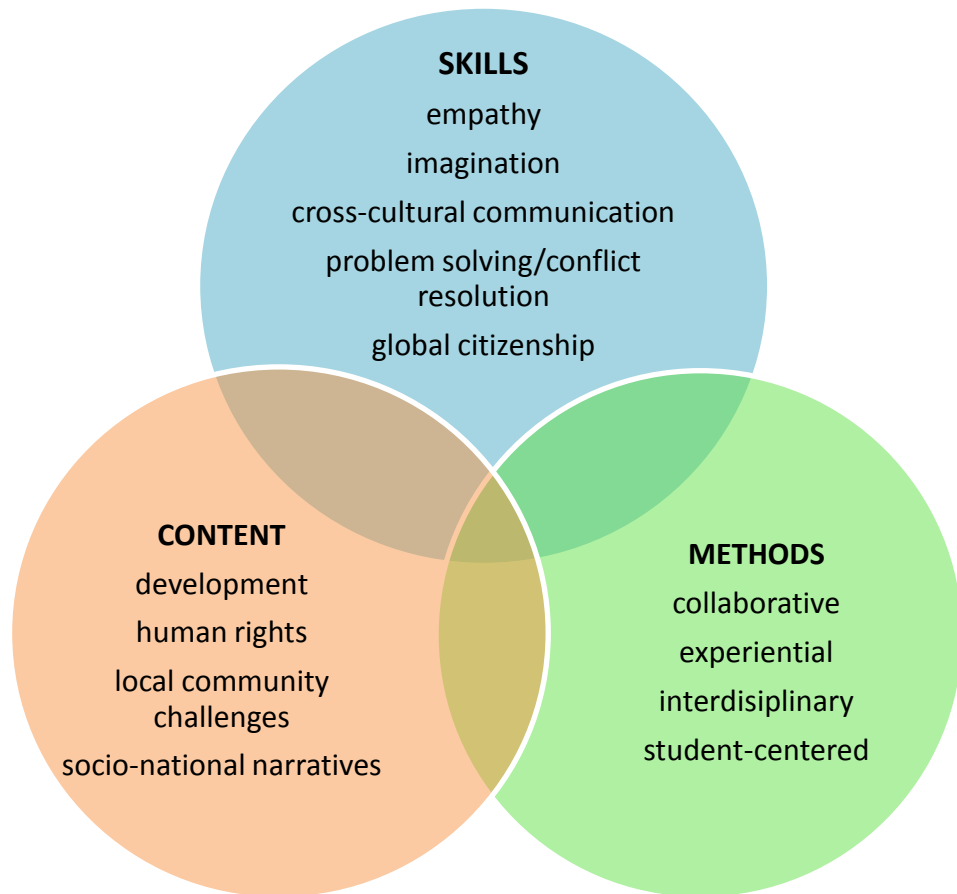 SKILLS
empathy
imagination
cross-cultural communication
problem solving/conflict
resolution
global citizenship
CONTENT
development
human rights
local community
challenges
socio-national narratives
METHODS
collaborative
experiential
interdisiplinary
student-centered